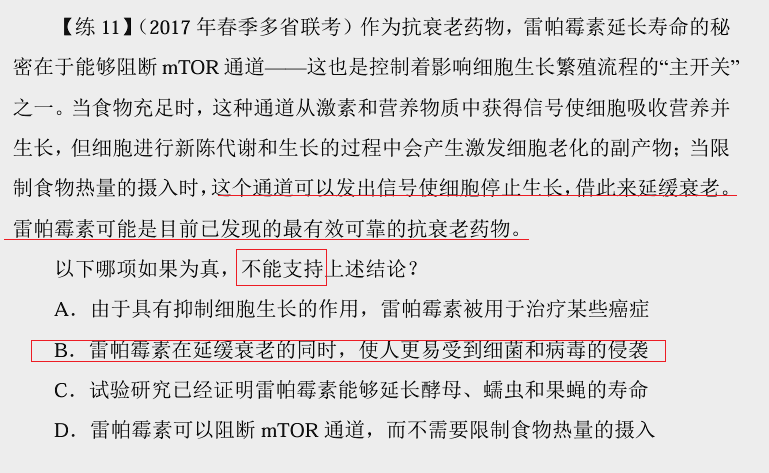 【练 11】（2017 年春季多省联考）作为抗衰老药物，雷帕霉素延长寿命的秘
密在于能够阻断 mTOR 通道——这也是控制着影响细胞生长繁殖流程的“主开关”
之一。当食物充足时，这种通道从激素和营养物质中获得信号使细胞吸收营养并
生长，但细胞进行新陈代谢和生长的过程中会产生激发细胞老化的副产物；当限
制食物热量的摄入时，这个通道可以发出信号使细胞停止生长，借此来延缓衰老。
雷帕霉素可能是目前已发现的最有效可靠的抗衰老药物。
以下哪项如果为真，不能支持上述结论？
A．由于具有抑制细胞生长的作用，雷帕霉素被用于治疗某些癌症
B．雷帕霉素在延缓衰老的同时，使人更易受到细菌和病毒的侵袭
C．试验研究已经证明雷帕霉素能够延长酵母、蠕虫和果蝇的寿命
D．雷帕霉素可以阻断 mTOR 通道，而不需要限制食物热量的摄入